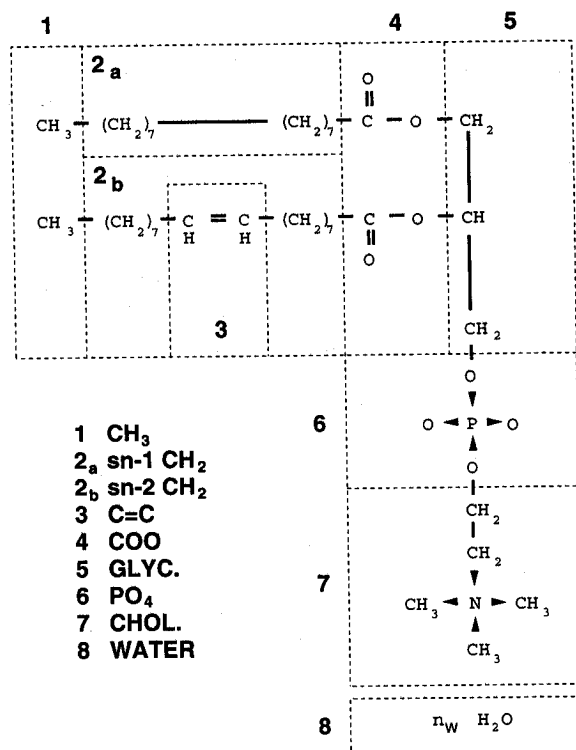 1 4 5
2a
O
CH3 (CH2)7 (CH2)7 C O CH2
2b
CH3 (CH2)7 C = C (CH2)7 C O CH
H H O
3
CH2
O
6 O P O
O
CH2
CH2
7 CH3 N CH3
CH3
1 CH3
2a sn-1 CH2
2b sn-2 CH2
3 C=C
4 COO
5 GLYC.
6 PO4
7 CHOL.
8 WATER
8 nW H2O